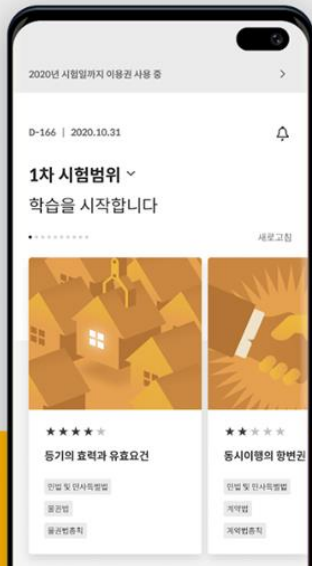 2020년 시험일까지 이용권 사용 중
D-166 | 2020.10.31
1차 시험범위
학습을 시작합니다
새로고침
등기의 효력과 유효요건
민법 및 민사특별법
물권법
물권법총칙
동시이행의 항변권
민법 및 민사특별법
계약법
계약법총칙